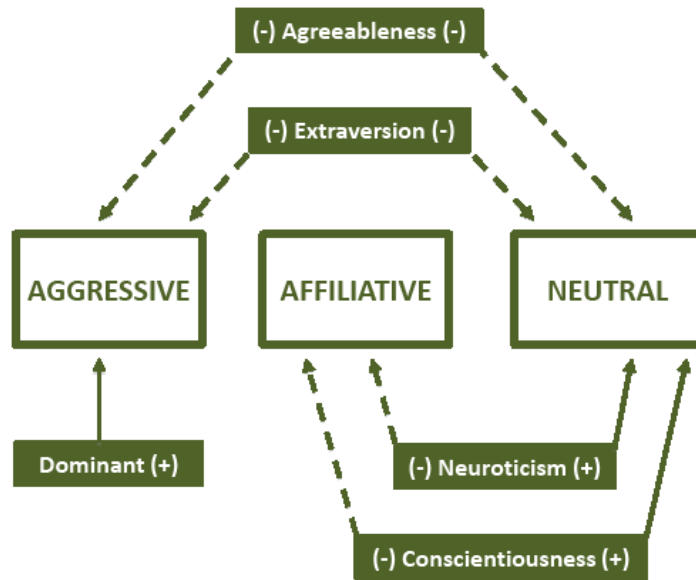 (-) Agreeableness (-)
(-) Extraversion (-)
AGGRESSIVE
AFFILIATIVE
NEUTRAL
Dominant (+)
(-) Neuroticism (+)
(-) Conscientiousness (+)